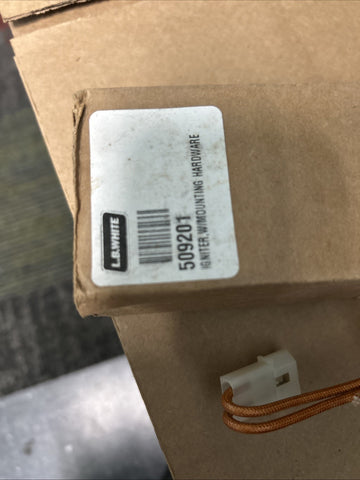 L.B.WHITE
509201
IGNITER,W/MOUNTING HARDWARE